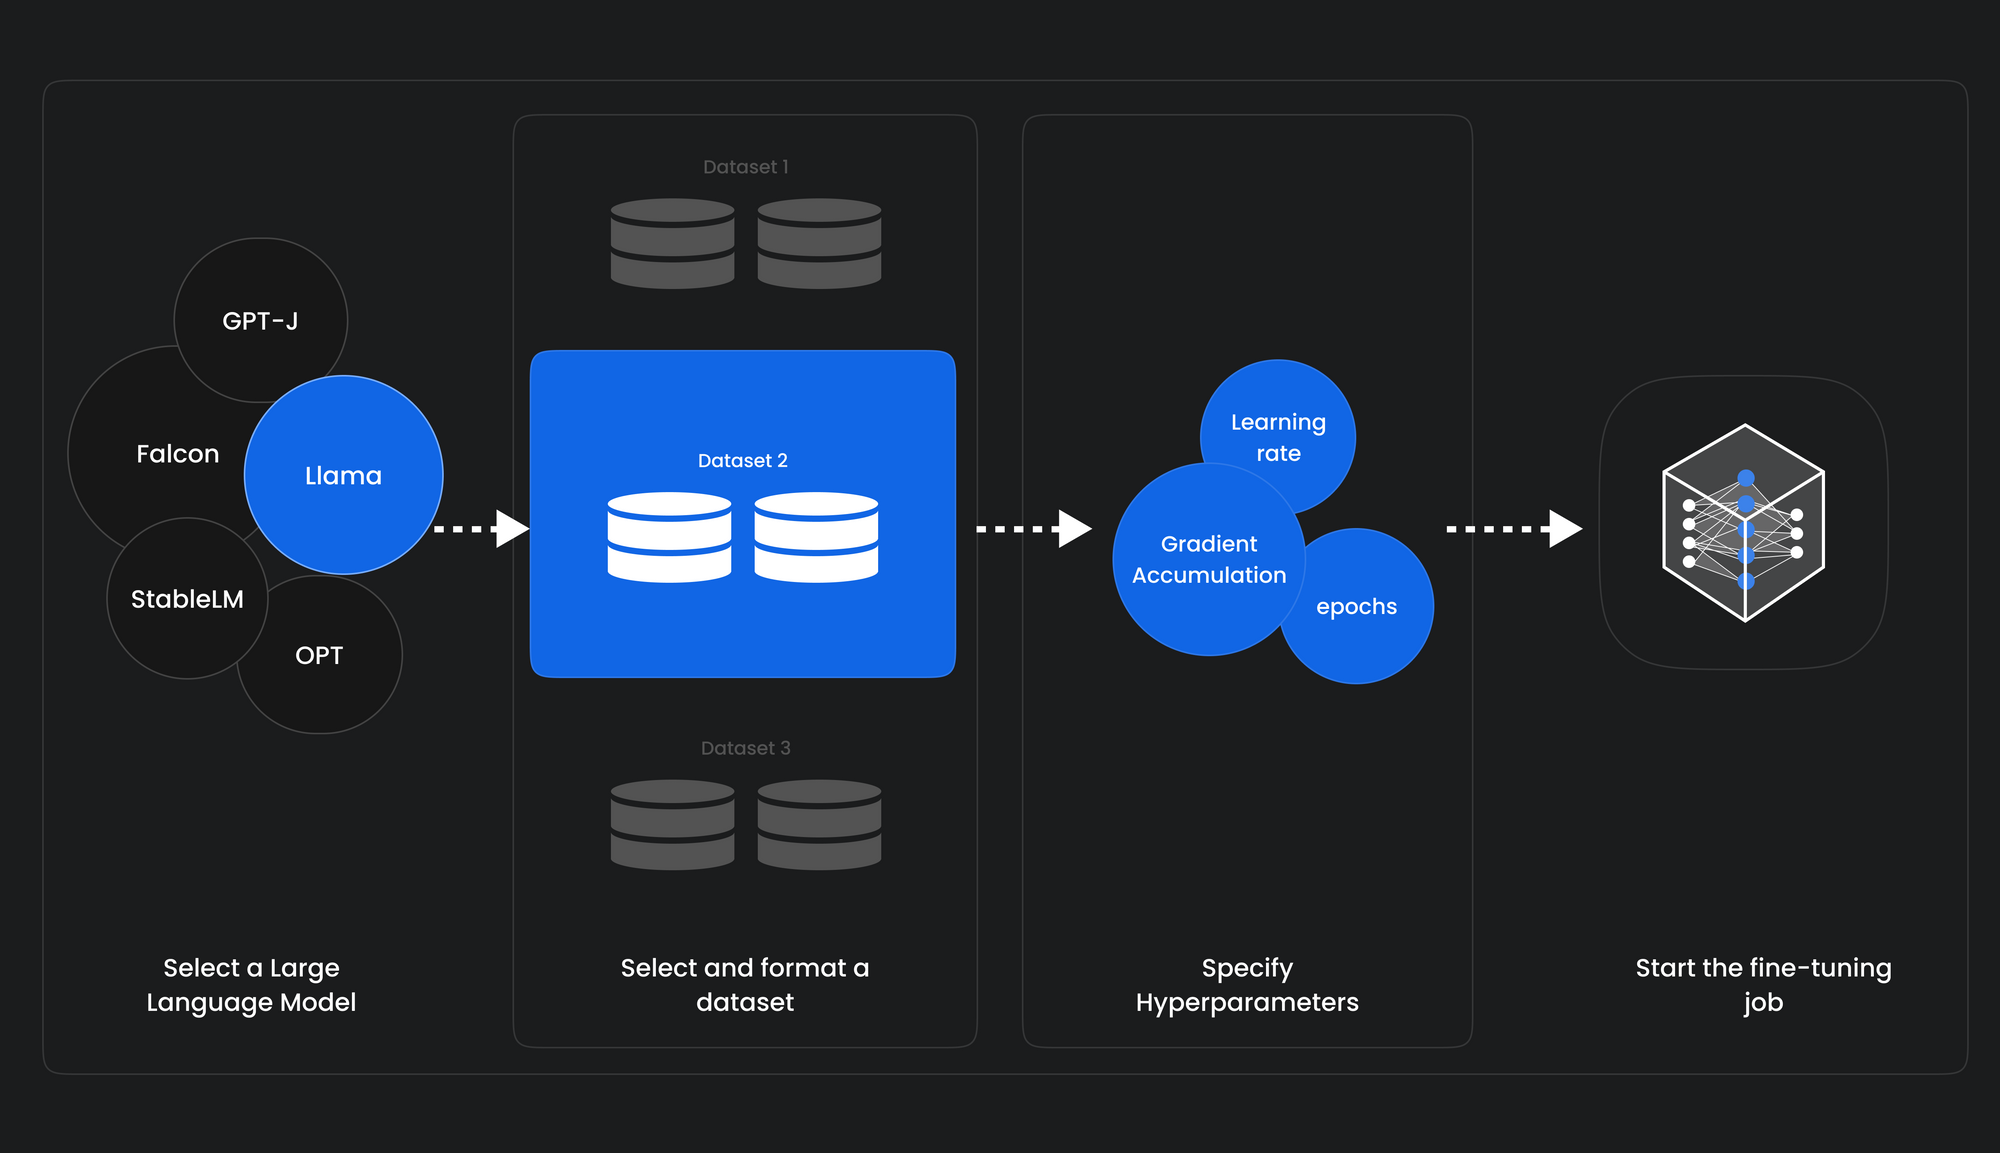 GPT-J
Falcon
Llama
StableLM
OPT
Select a Large
Language Model
Dataset 1
Dataset 2
Dataset 3
Select and format a
dataset
Learning
rate
Gradient
Accumulation
epochs
Specify
Hyperparameters
Start the fine-tuning
job